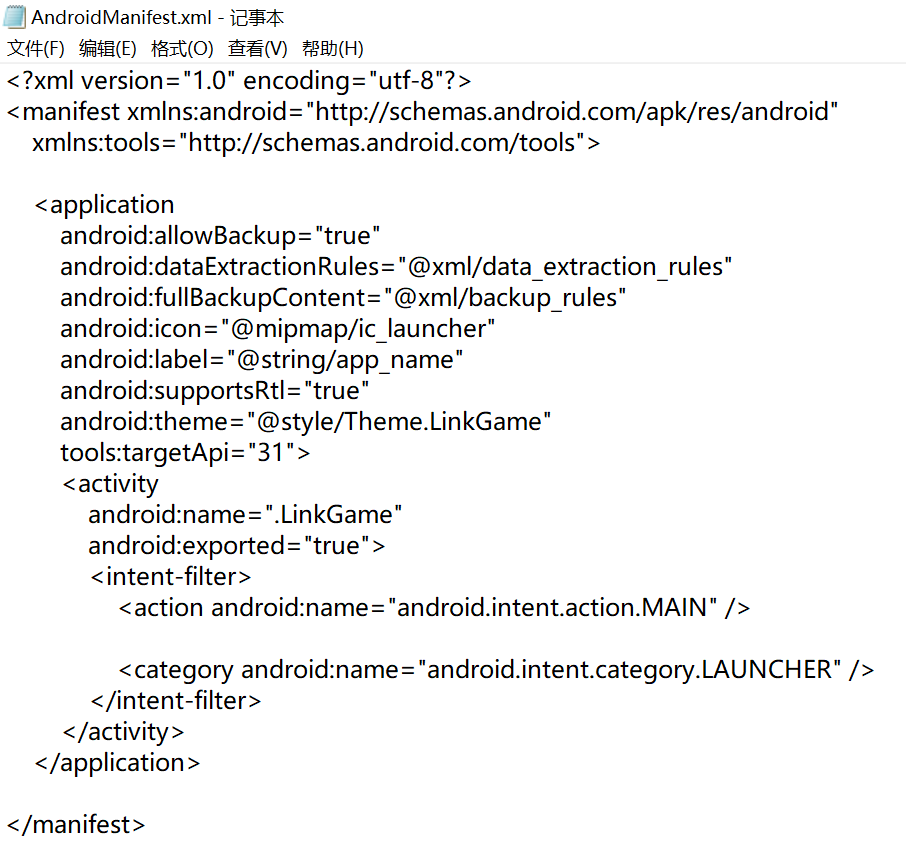 AndroidManifest.xml - 记事本
文件(F) 编辑(E) 格式(O) 查看(V) 帮助(H)
<?xml version="1.0" encoding="utf-8"?>
<manifest xmlns:android="http://schemas.android.com/apk/res/android"
    xmlns:tools="http://schemas.android.com/tools">

    <application
        android:allowBackup="true"
        android:dataExtractionRules="@xml/data_extraction_rules"
        android:fullBackupContent="@xml/backup_rules"
        android:icon="@mipmap/ic_launcher"
        android:label="@string/app_name"
        android:supportsRtl="true"
        android:theme="@style/Theme.LinkGame"
        tools:targetApi="31">
        <activity
            android:name=".LinkGame"
            android:exported="true">
            <intent-filter>
                <action android:name="android.intent.action.MAIN" />

                <category android:name="android.intent.category.LAUNCHER" />
            </intent-filter>
        </activity>
    </application>

</manifest>